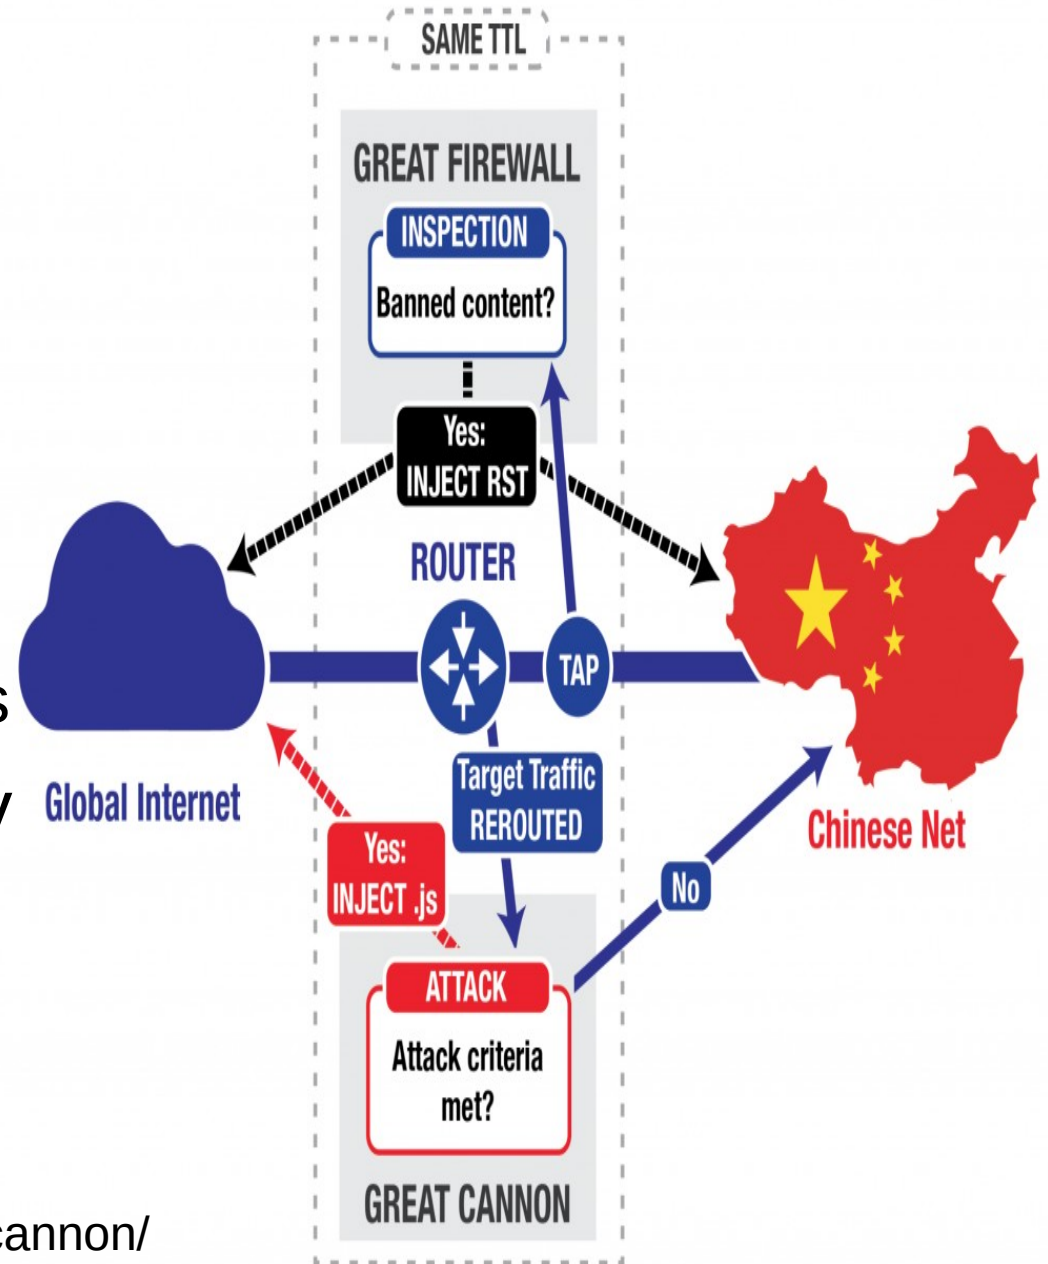 SAME TTL
GREAT FIREWALL
INSPECTION
Banned content?
Yes:
INJECT RST
ROUTER
TAP
s
y
Global Internet
Target Traffic
REROUTED
Chinese Net
Yes:
INJECT .js
No
ATTACK
Attack criteria
met?
GREAT CANNON
cannon/